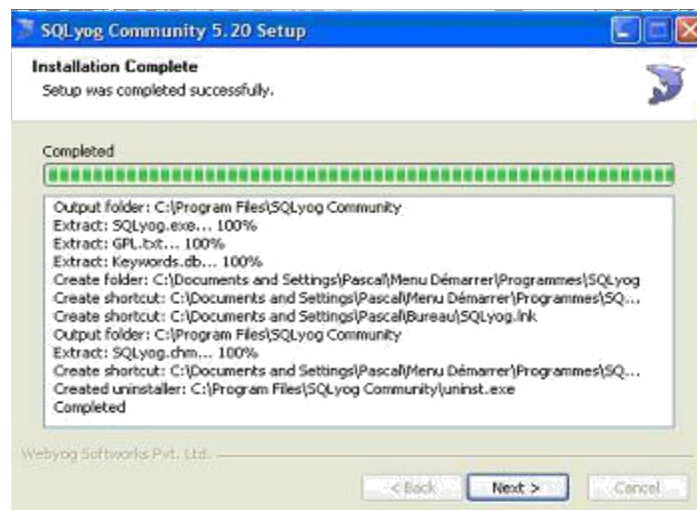 SQLyog Community 5.20 Setup
Installation Complete
Setup was completed successfully.
Completed
Output folder: C:\Program Files\SQLyog Community
Extract: SQLyog.exe... 100%
Extract: GPL.txt... 100%
Extract: Keywords.db... 100%
Create folder: C:\Documents and Settings\Pascal\Menu Démarrer\Programmes\SQLyog
Create shortcut: C:\Documents and Settings\Pascal\Menu Démarrer\Programmes\SQ...
Create shortcut: C:\Documents and Settings\Pascal\Bureau\SQLyog.lnk
Output folder: C:\Program Files\SQLyog Community
Extract: SQLyog.chm... 100%
Create shortcut: C:\Documents and Settings\Pascal\Menu Démarrer\Programmes\SQ...
Created uninstaller: C:\Program Files\SQLyog Community\uninst.exe
Completed
Webyog Softworks Pvt. Ltd.
< Back Next > Cancel